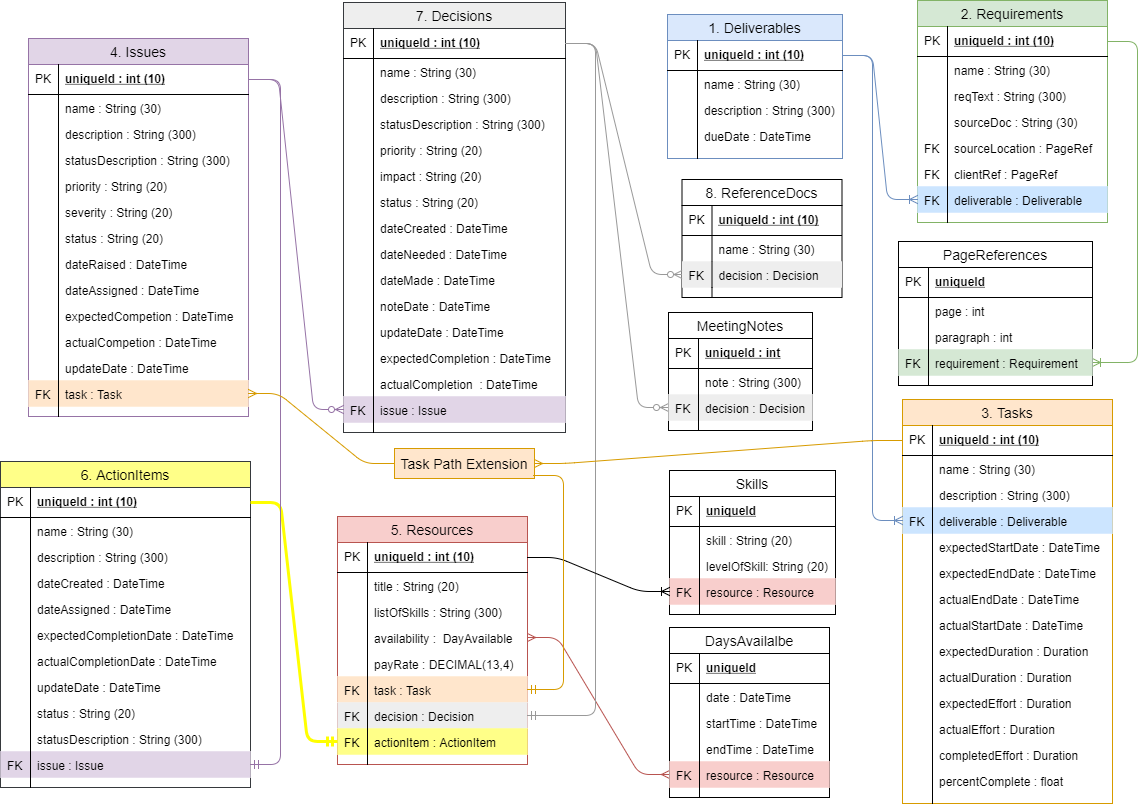 4. Issues
PK uniqueId : int (10)
name : String (30)
description : String (300)
statusDescription : String (300)
priority : String (20)
severity : String (20)
status : String (20)
dateRaised : DateTime
dateAssigned : DateTime
expectedCompetion : DateTime
actualCompetion : DateTime
updateDate : DateTime
FK task : Task
7. Decisions
PK uniqueId : int (10)
name : String (30)
description : String (300)
statusDescription : String (300)
priority : String (20)
impact : String (20)
status : String (20)
dateCreated : DateTime
dateNeeded : DateTime
dateMade : DateTime
noteDate : DateTime
updateDate : DateTime
expectedCompletion : DateTime
actualCompletion : DateTime
FK issue : Issue
1. Deliverables
PK uniqueId : int (10)
name : String (30)
description : String (300)
dueDate : DateTime
2. Requirements
PK uniqueId : int (10)
name : String (30)
reqText : String (300)
sourceDoc : String (30)
FK sourceLocation : PageRef
FK clientRef : PageRef
FK deliverable : Deliverable
8. ReferenceDocs
PK uniqueId : int (10)
name : String (30)
FK decision : Decision
PageReferences
PK uniqueId
page : int
paragraph : int
FK requirement : Requirement
MeetingNotes
PK uniqueId : int
note : String (300)
FK decision : Decision
Task Path Extension
3. Tasks
PK uniqueId : int (10)
name : String (30)
description : String (300)
FK deliverable : Deliverable
expectedStartDate : DateTime
expectedEndDate : DateTime
actualEndDate : DateTime
actualStartDate : DateTime
expectedDuration : Duration
actualDuration : Duration
expectedEffort : Duration
actualEffort : Duration
completedEffort : Duration
percentComplete : float
6. ActionItems
PK uniqueId : int (10)
name : String (30)
description : String (300)
dateCreated : DateTime
dateAssigned : DateTime
expectedCompletionDate : DateTime
actualCompletionDate : DateTime
updateDate : DateTime
status : String (20)
statusDescription : String (300)
FK issue : Issue
5. Resources
PK uniqueId : int (10)
title : String (20)
listOfSkills : String (300)
availability : DayAvailable
payRate : DECIMAL(13,4)
FK task : Task
FK decision : Decision
FK actionItem : ActionItem
Skills
PK uniqueId
skill : String (20)
levelOfSkill: String (20)
FK resource : Resource
DaysAvailalbe
PK uniqueId
date : DateTime
startTime : DateTime
endTime : DateTime
FK resource : Resource